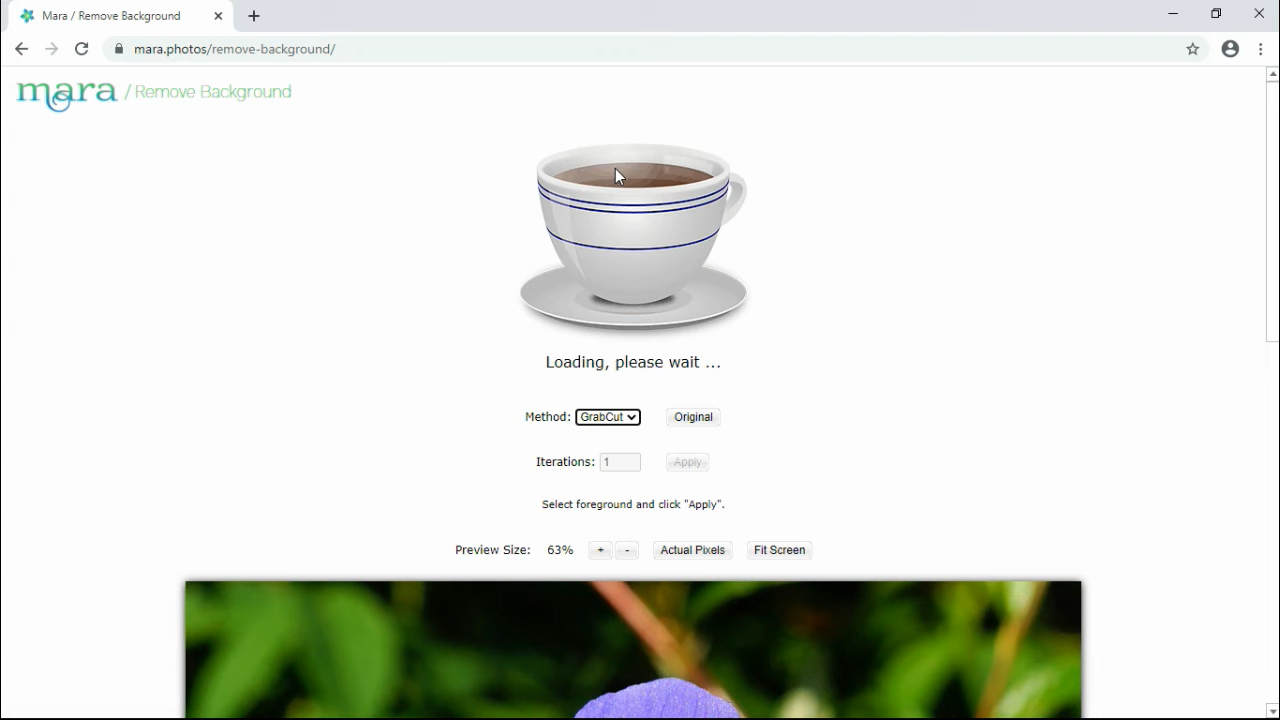 Mara / Remove Background
mara.photos/remove-background/
mara / Remove Background
Loading, please wait ...
Method: GrabCut Original
Iterations: 1 Apply
Select foreground and click "Apply".
Preview Size: 63% + - Actual Pixels Fit Screen